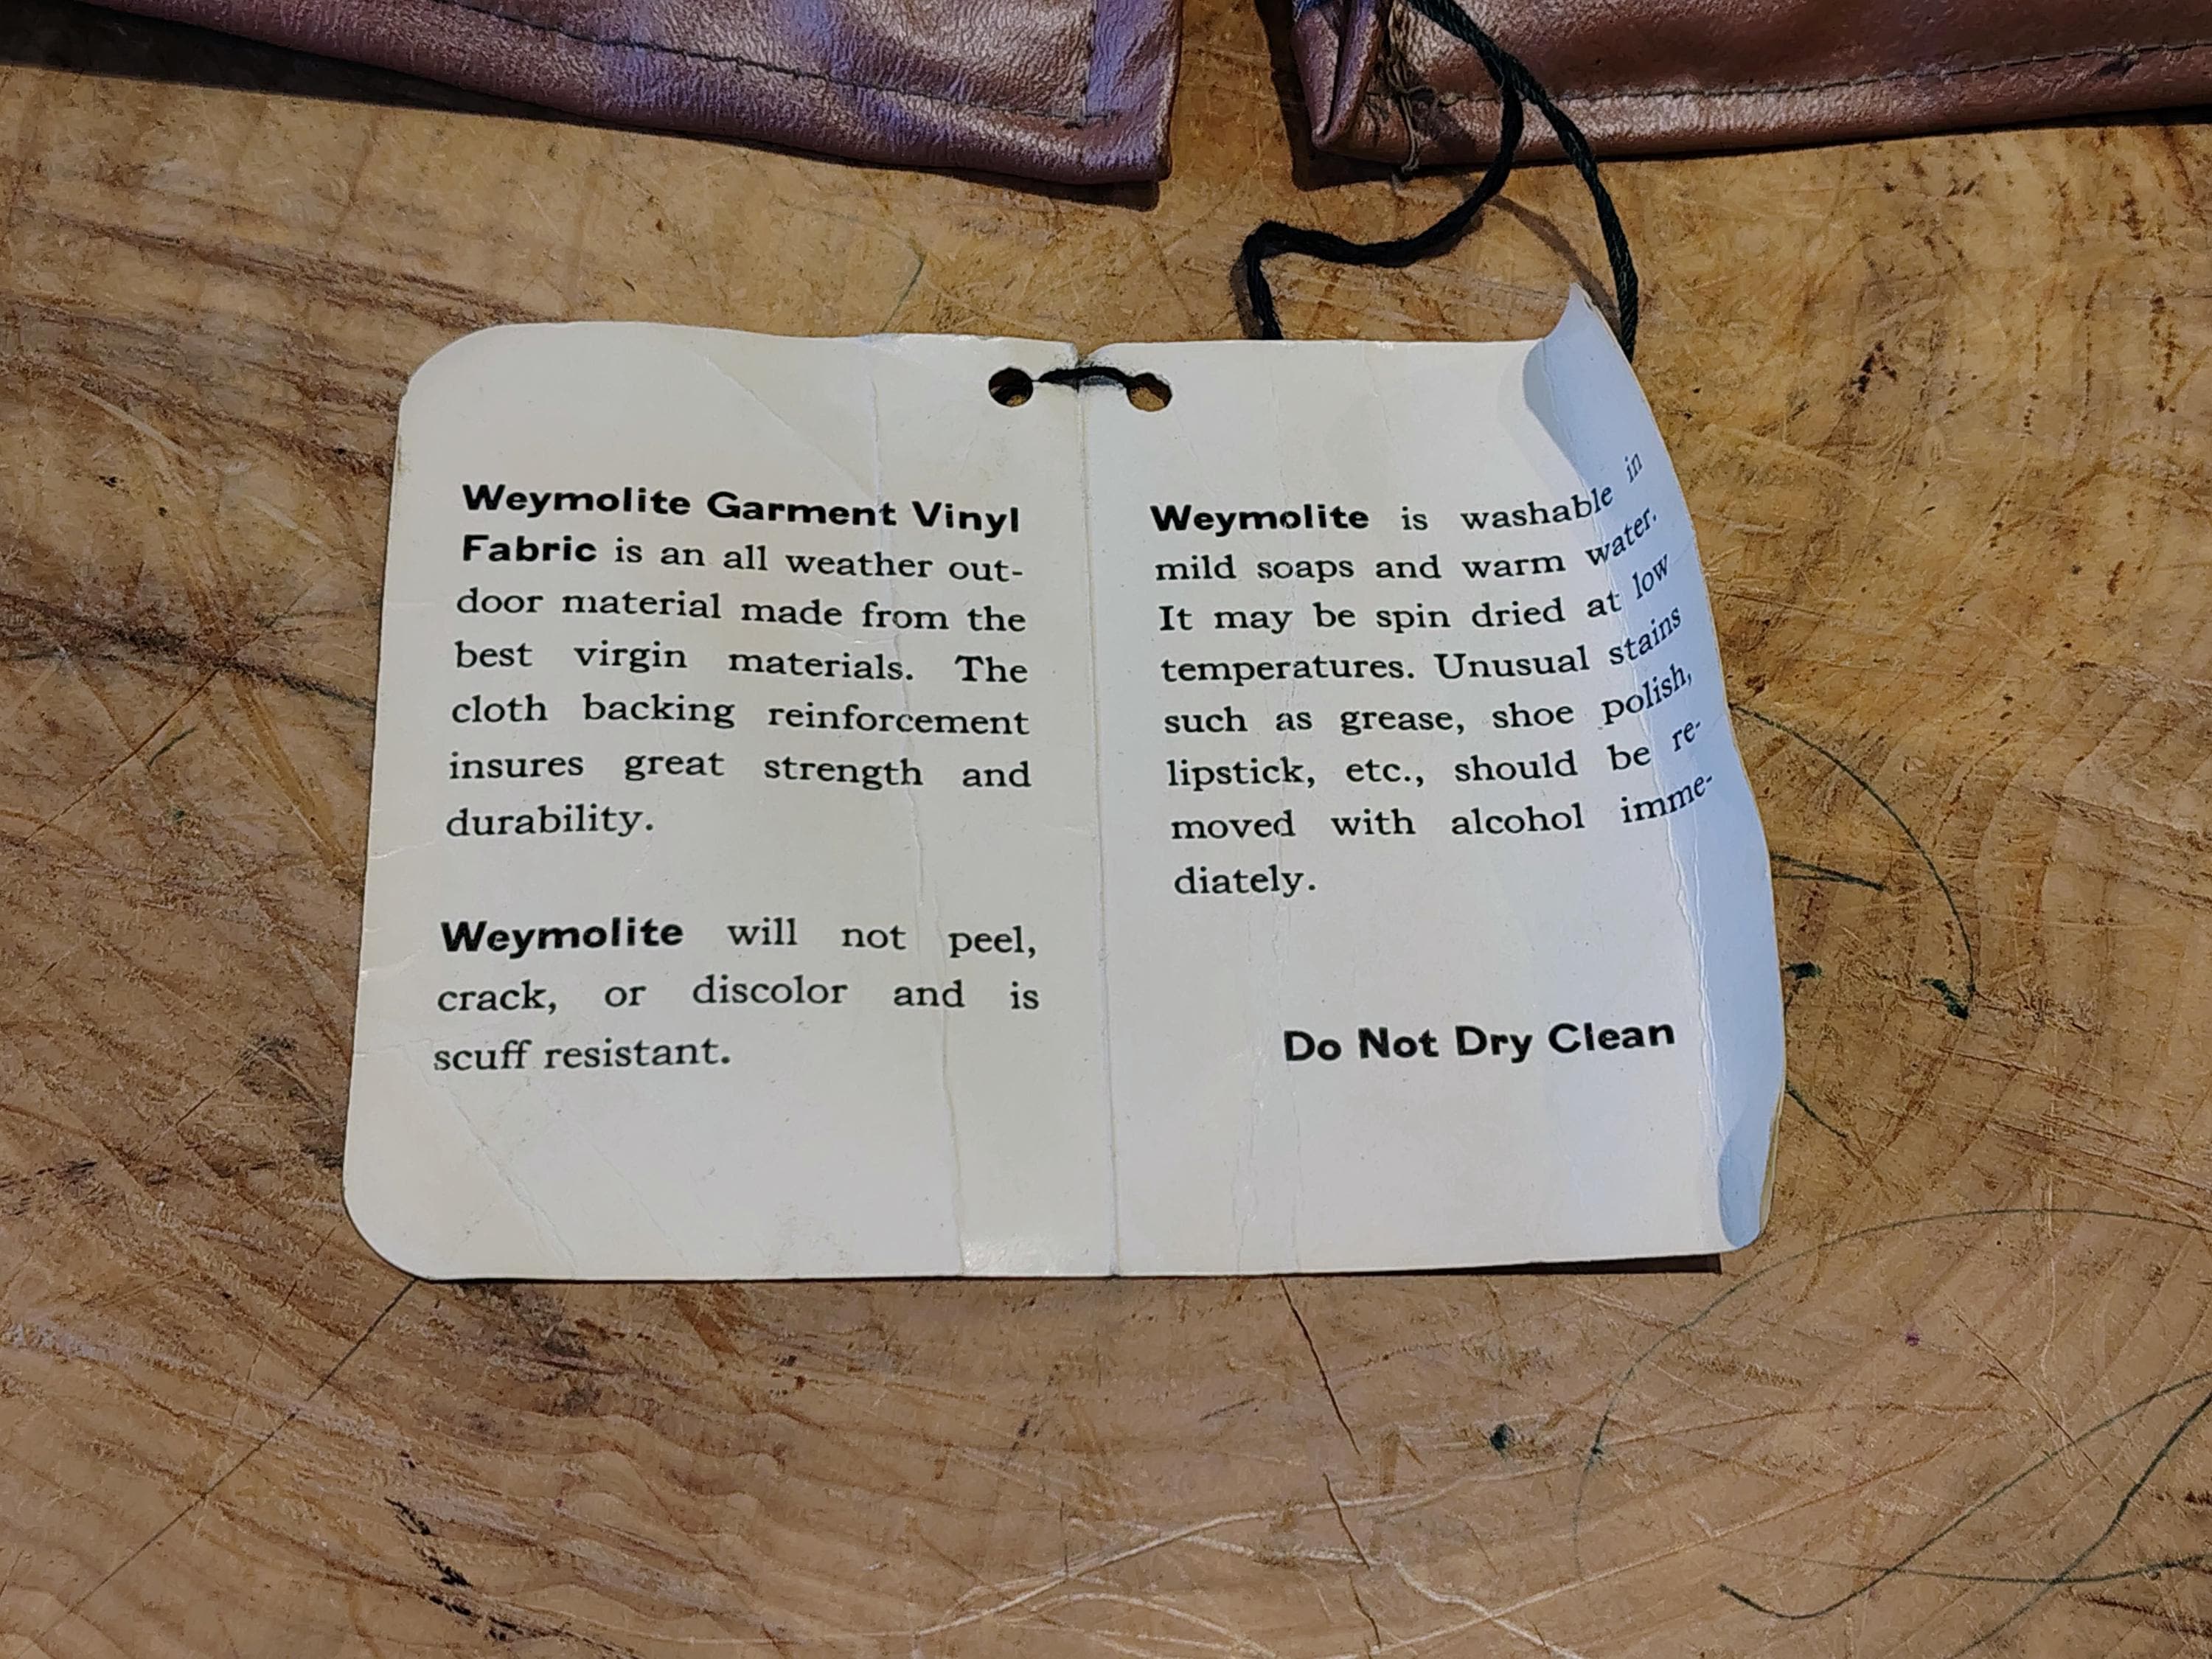 Weymolite Garment Vinyl
Fabric is an all weather out-
door material made from the
best virgin materials. The
cloth backing reinforcement
insures great strength and
durability.
Weymolite will not peel,
crack, or discolor and is
scuff resistant.
Weymolite is washable in
mild soaps and warm water.
It may be spin dried at low
temperatures. Unusual stains
such as grease, shoe polish,
lipstick, etc., should be re-
moved with alcohol imme-
diately.
Do Not Dry Clean